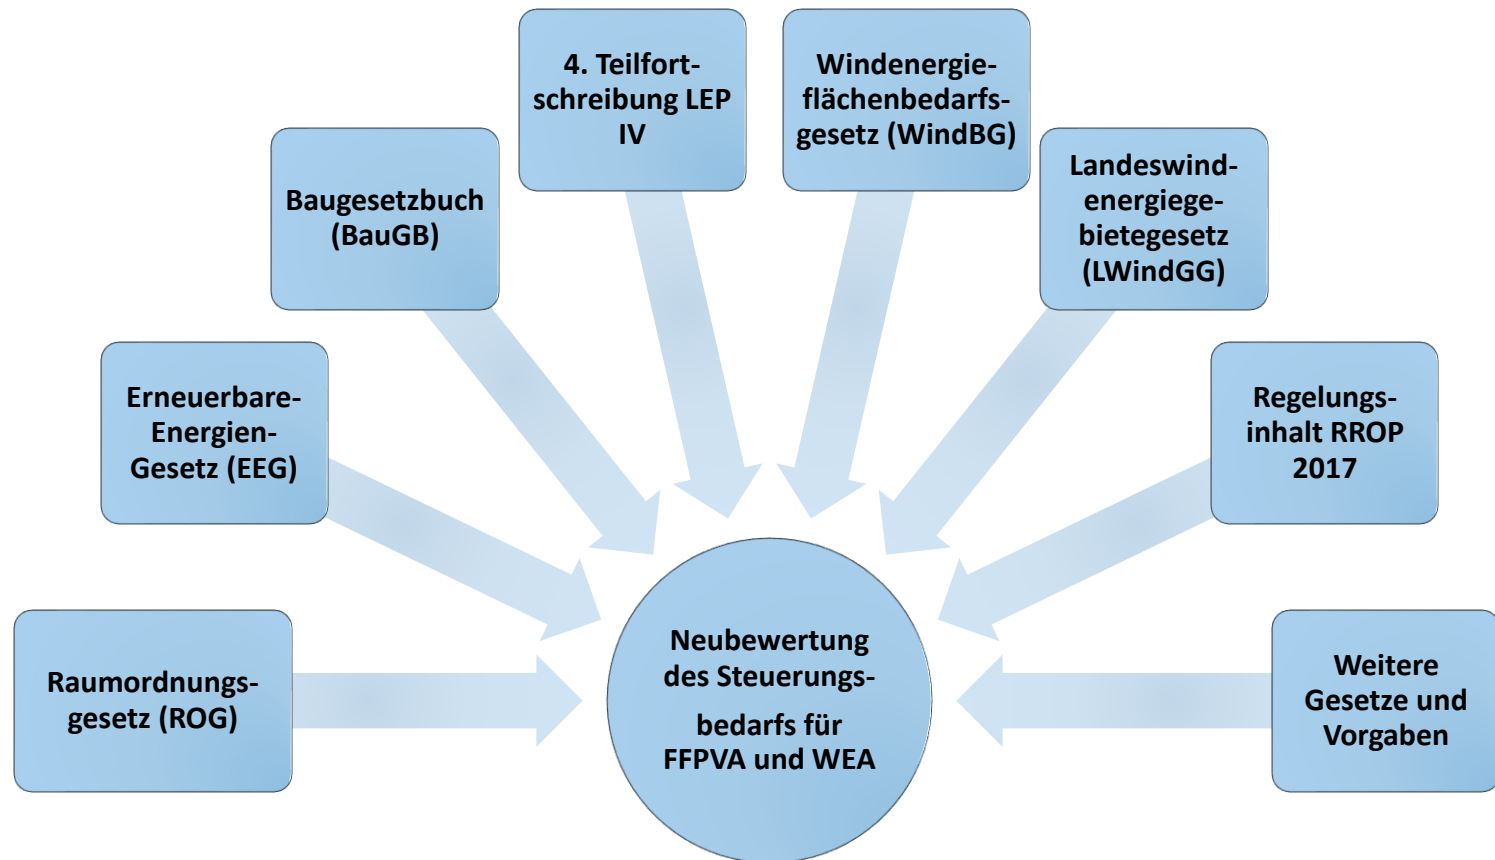 4. Teilfort-
schreibung LEP
IV
Windenergie-
flächenbedarfs-
gesetz (WindBG)
Baugesetzbuch
(BauGB)
Landeswind-
energiege-
bietegesetz
(LWindGG)
Erneuerbare-
Energien-
Gesetz (EEG)
Regelungs-
inhalt RROP
2017
Raumordnungs-
gesetz (ROG)
Neubewertung
des Steuerungs-
bedarfs für
FFPVA und WEA
Weitere
Gesetze und
Vorgaben